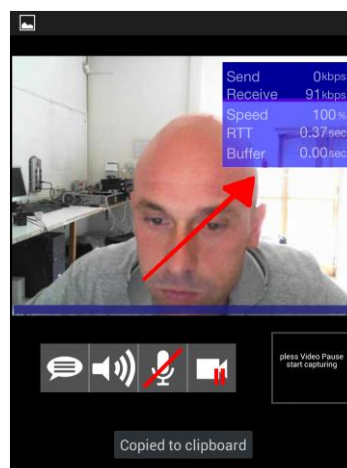 Send 0kbps
Receive 91kbps
Speed 100%
RTT 0.37sec
Buffer 0.00sec
pless Video Pause
start capturing
Copied to clipboard